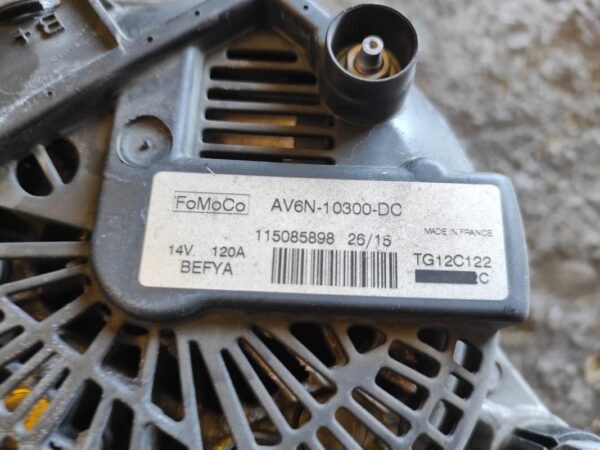 B+
FoMoCo AV6N-10300-DC
115085898 26/15 MADE IN FRANCE
14V 120A TG12C122
BEFYA C